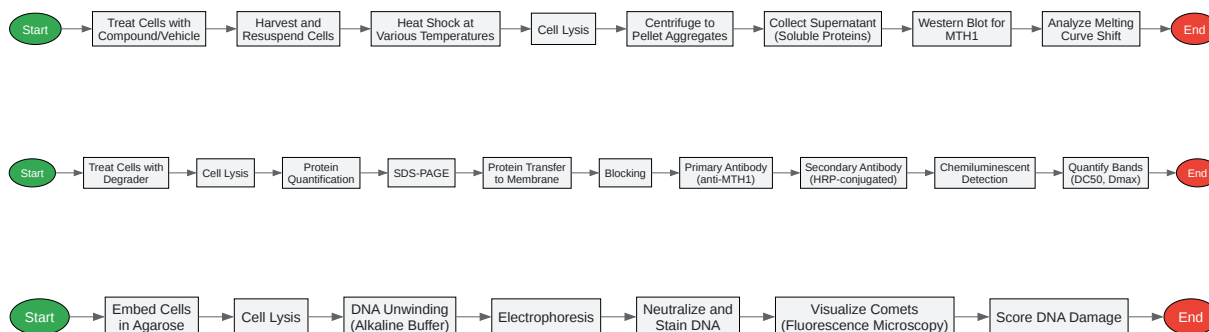 Start
Treat Cells with
Compound/Vehicle
Harvest and
Resuspend Cells
Heat Shock at
Various Temperatures
Cell Lysis
Centrifuge to
Pellet Aggregates
Collect Supernatant
(Soluble Proteins)
Western Blot for
MTH1
Analyze Melting
Curve Shift
End
Start
Treat Cells with
Degrader
Cell Lysis
Protein
Quantification
SDS-PAGE
Protein Transfer
to Membrane
Blocking
Primary Antibody
(anti-MTH1)
Secondary Antibody
(HRP-conjugated)
Chemiluminescent
Detection
Quantify Bands
(DC50, Dmax)
End
Start
Embed Cells
in Agarose
Cell Lysis
DNA Unwinding
(Alkaline Buffer)
Electrophoresis
Neutralize and
Stain DNA
Visualize Comets
(Fluorescence Microscopy)
Score DNA Damage
End